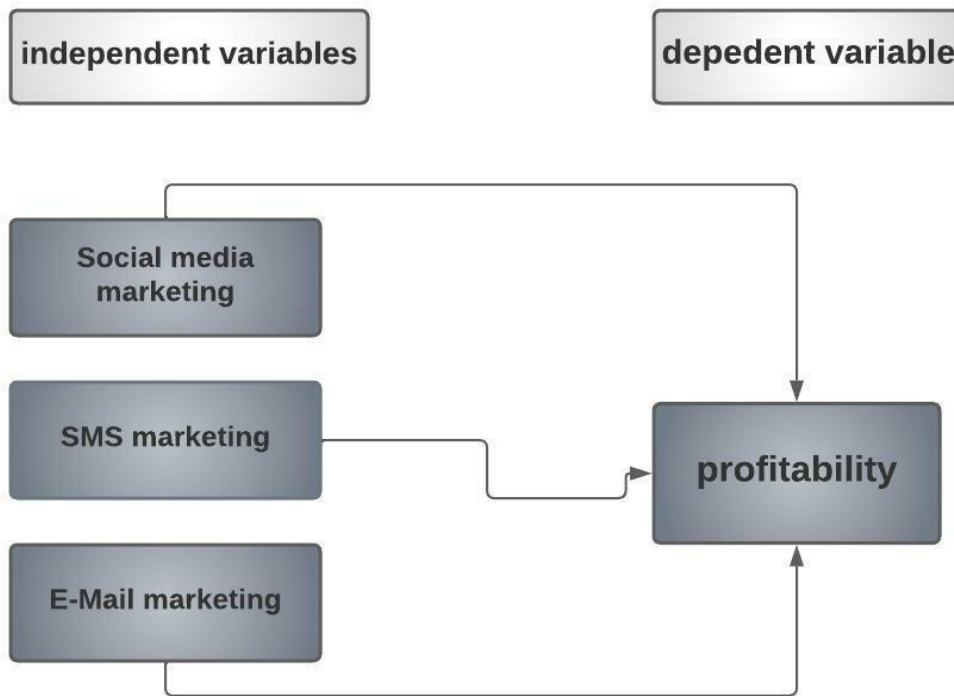 independent variables
depedent variable
Social media
marketing
SMS marketing
profitability
E-Mail marketing